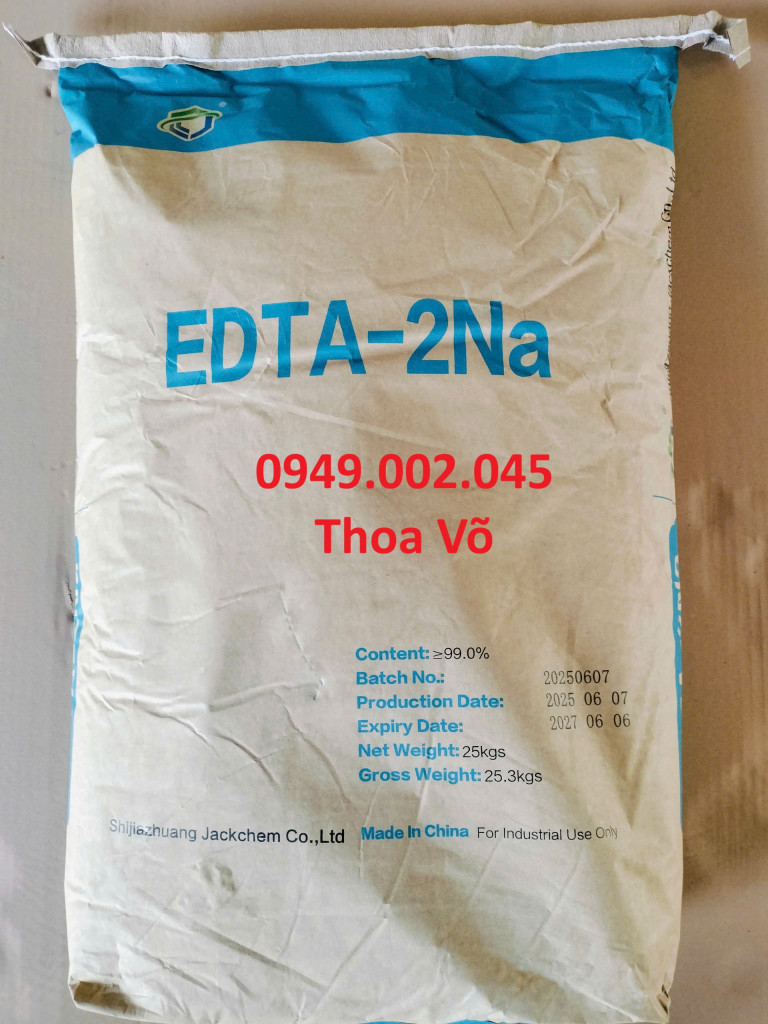 EDTA-2Na
0949.002.045
Thoa Võ
Content: ≥99.0%
Batch No.: 20250607
Production Date: 2025 06 07
Expiry Date: 2027 06 06
Net Weight: 25kgs
Gross Weight: 25.3kgs
Shijiazhuang Jackchem Co.,Ltd Made In China For Industrial Use Only